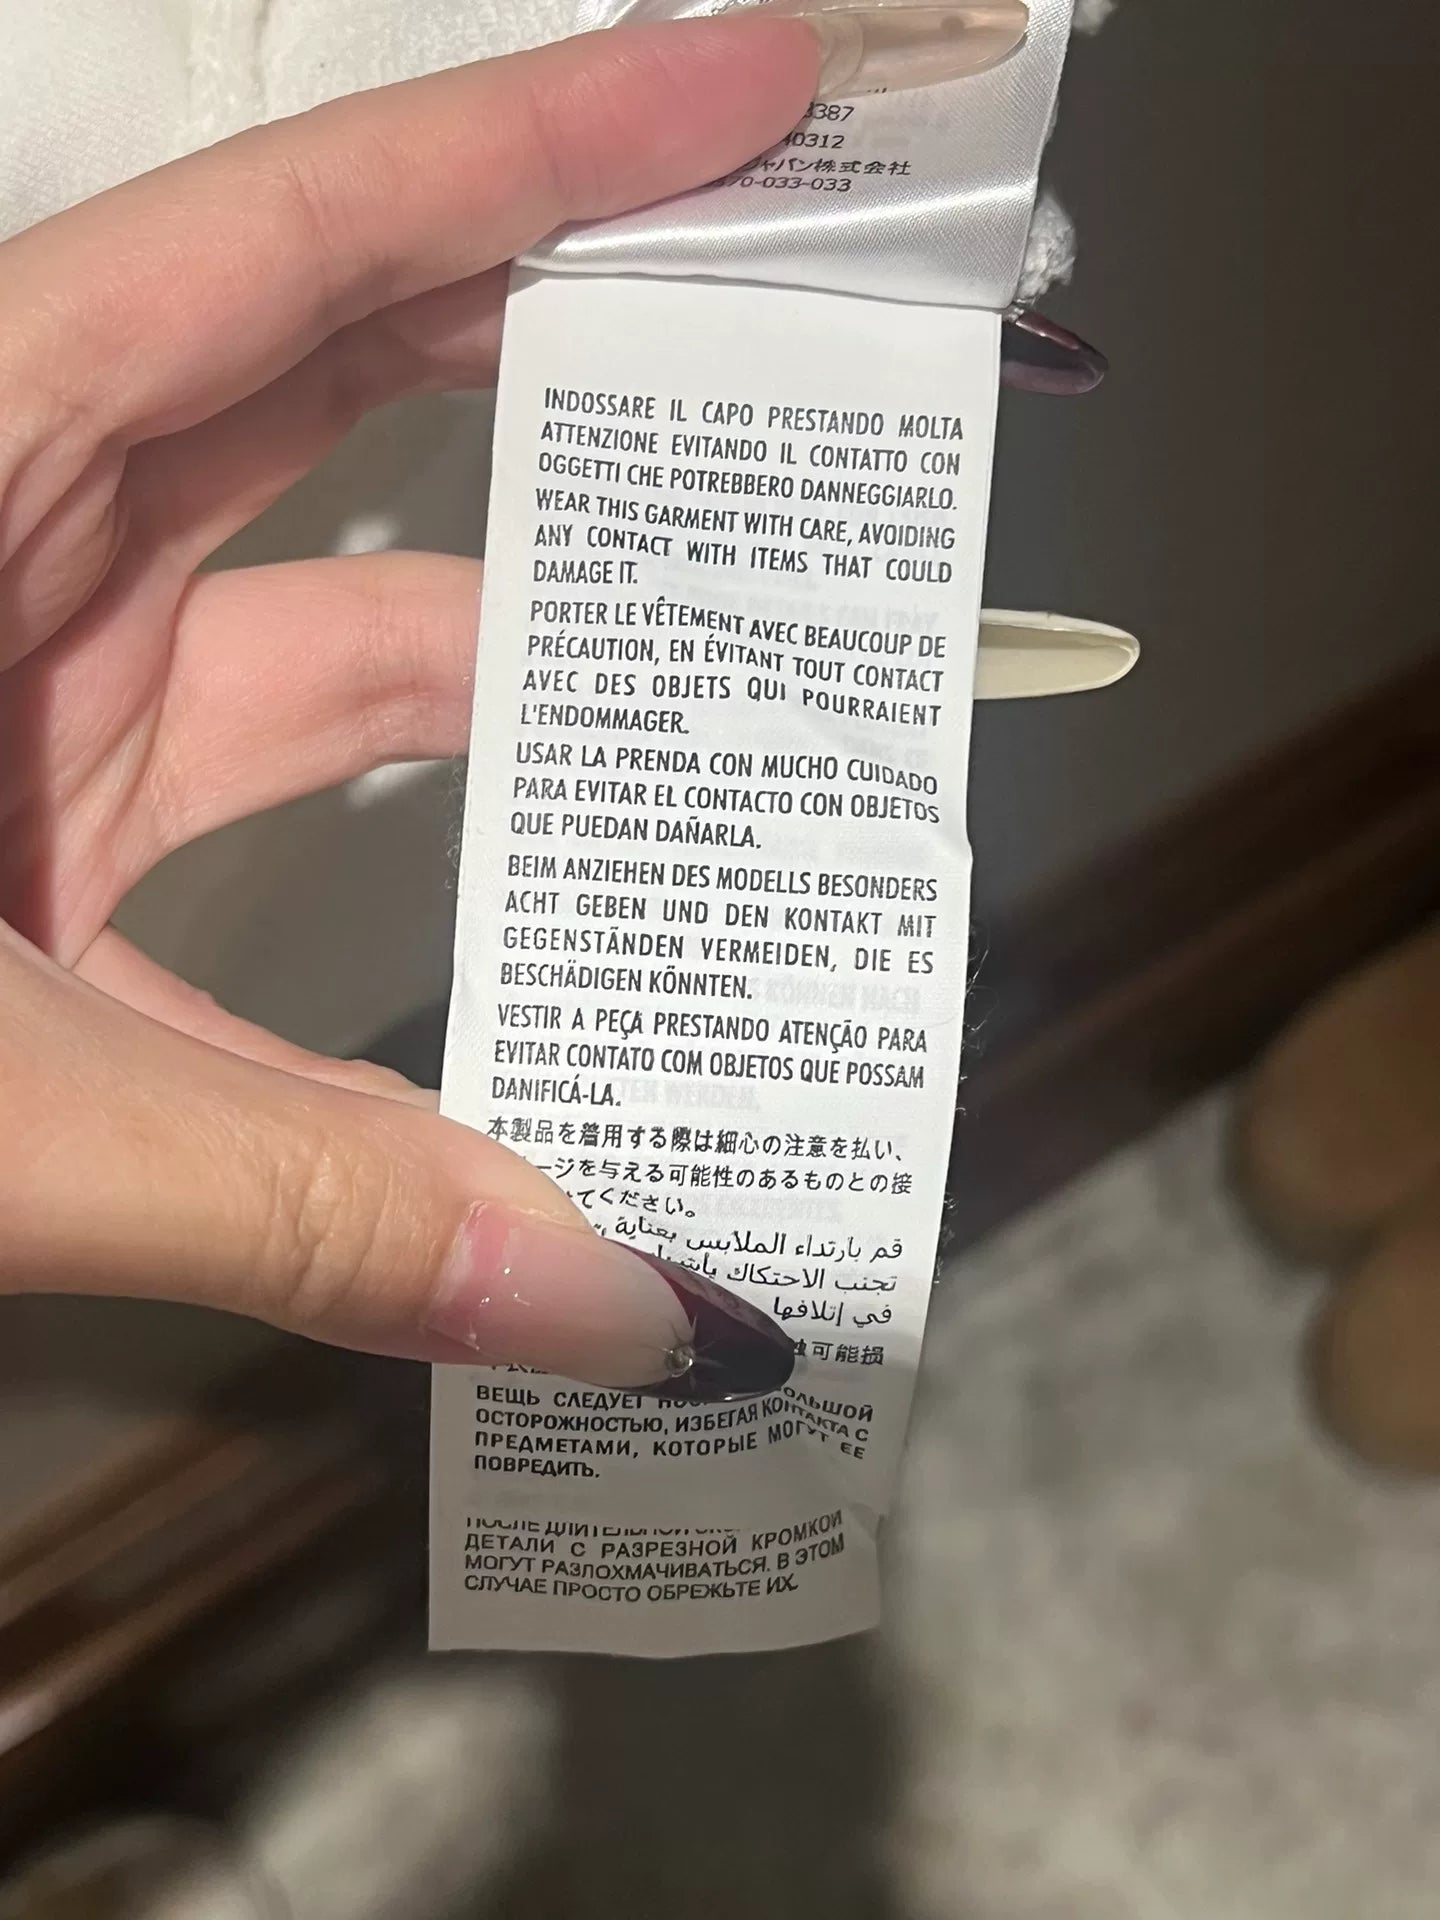 3387
40312
ャパン株式会社
570-033-033
INDOSSARE IL CAPO PRESTANDO MOLTA
ATTENZIONE EVITANDO IL CONTATTO CON
OGGETTI CHE POTREBBERO DANNEGGIARLO.
WEAR THIS GARMENT WITH CARE, AVOIDING
ANY CONTACT WITH ITEMS THAT COULD
DAMAGE IT.
PORTER LE VÊTEMENT AVEC BEAUCOUP DE
PRÉCAUTION, EN ÉVITANT TOUT CONTACT
AVEC DES OBJETS QUI POURRAIENT
L'ENDOMMAGER.
USAR LA PRENDA CON MUCHO CUIDADO
PARA EVITAR EL CONTACTO CON OBJETOS
QUE PUEDAN DAÑARLA.
BEIM ANZIEHEN DES MODELLS BESONDERS
ACHT GEBEN UND DEN KONTAKT MIT
GEGENSTÄNDEN VERMEIDEN, DIE ES
BESCHÄDIGEN KÖNNTEN.
VESTIR A PEÇA PRESTANDO ATENÇÃO PARA
EVITAR CONTATO COM OBJETOS QUE POSSAM
DANIFICÁ-LA.
本製品を着用する際は細心の注意を払い、
ージを与える可能性のあるものとの接
てください。
قم بارتداء الملابس بعناية
تجنب الاحتكاك
في إتلافها
可能损
ВЕЩЬ СЛЕДУЕТ ОЛЬШОЙ
ОСТОРОЖНОСТЬЮ, ИЗБЕГАЯ КОНТАКТА С
ПРЕДМЕТАМИ, КОТОРЫЕ МОГУТ ЕЕ
ПОВРЕДИТЬ.
ПОСЛЕ ДЛИТЕЛЬНОЙ
ДЕТАЛИ С РАЗРЕЗНОЙ КРОМКОЙ
МОГУТ РАЗЛОХМАЧИВАТЬСЯ. В ЭТОМ
СЛУЧАЕ ПРОСТО ОБРЕЖЬТЕ ИХ.